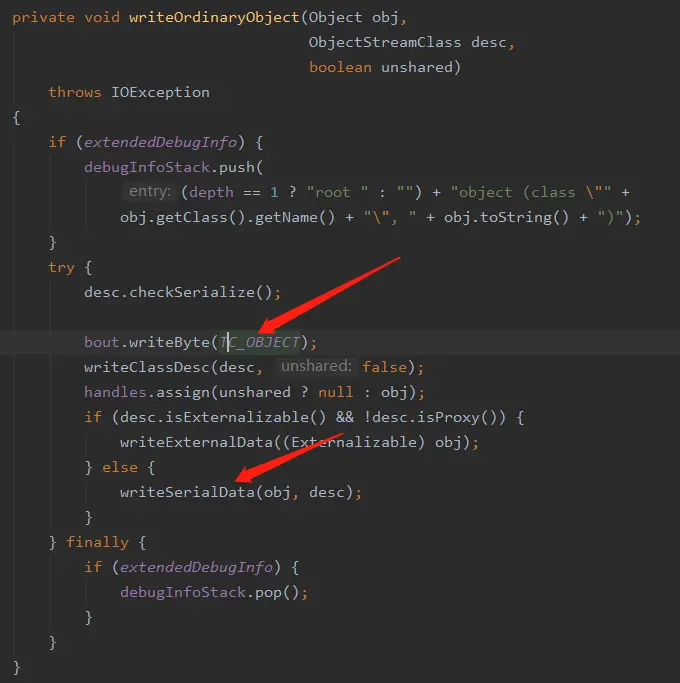 private void writeOrdinaryObject(Object obj,
ObjectStreamClass desc,
boolean unshared)
throws IOException
{
if (extendedDebugInfo) {
debugInfoStack.push(
entry: (depth == 1 ? "root " : "") + "object (class \"" +
obj.getClass().getName() + "\", " + obj.toString() + ")");
}
try {
desc.checkSerialize();
bout.writeByte(TC_OBJECT);
writeClassDesc(desc, unshared: false);
handles.assign(unshared ? null : obj);
if (desc.isExternalizable() && !desc.isProxy()) {
writeExternalData((Externalizable) obj);
} else {
writeSerialData(obj, desc);
}
} finally {
if (extendedDebugInfo) {
debugInfoStack.pop();
}
}
}